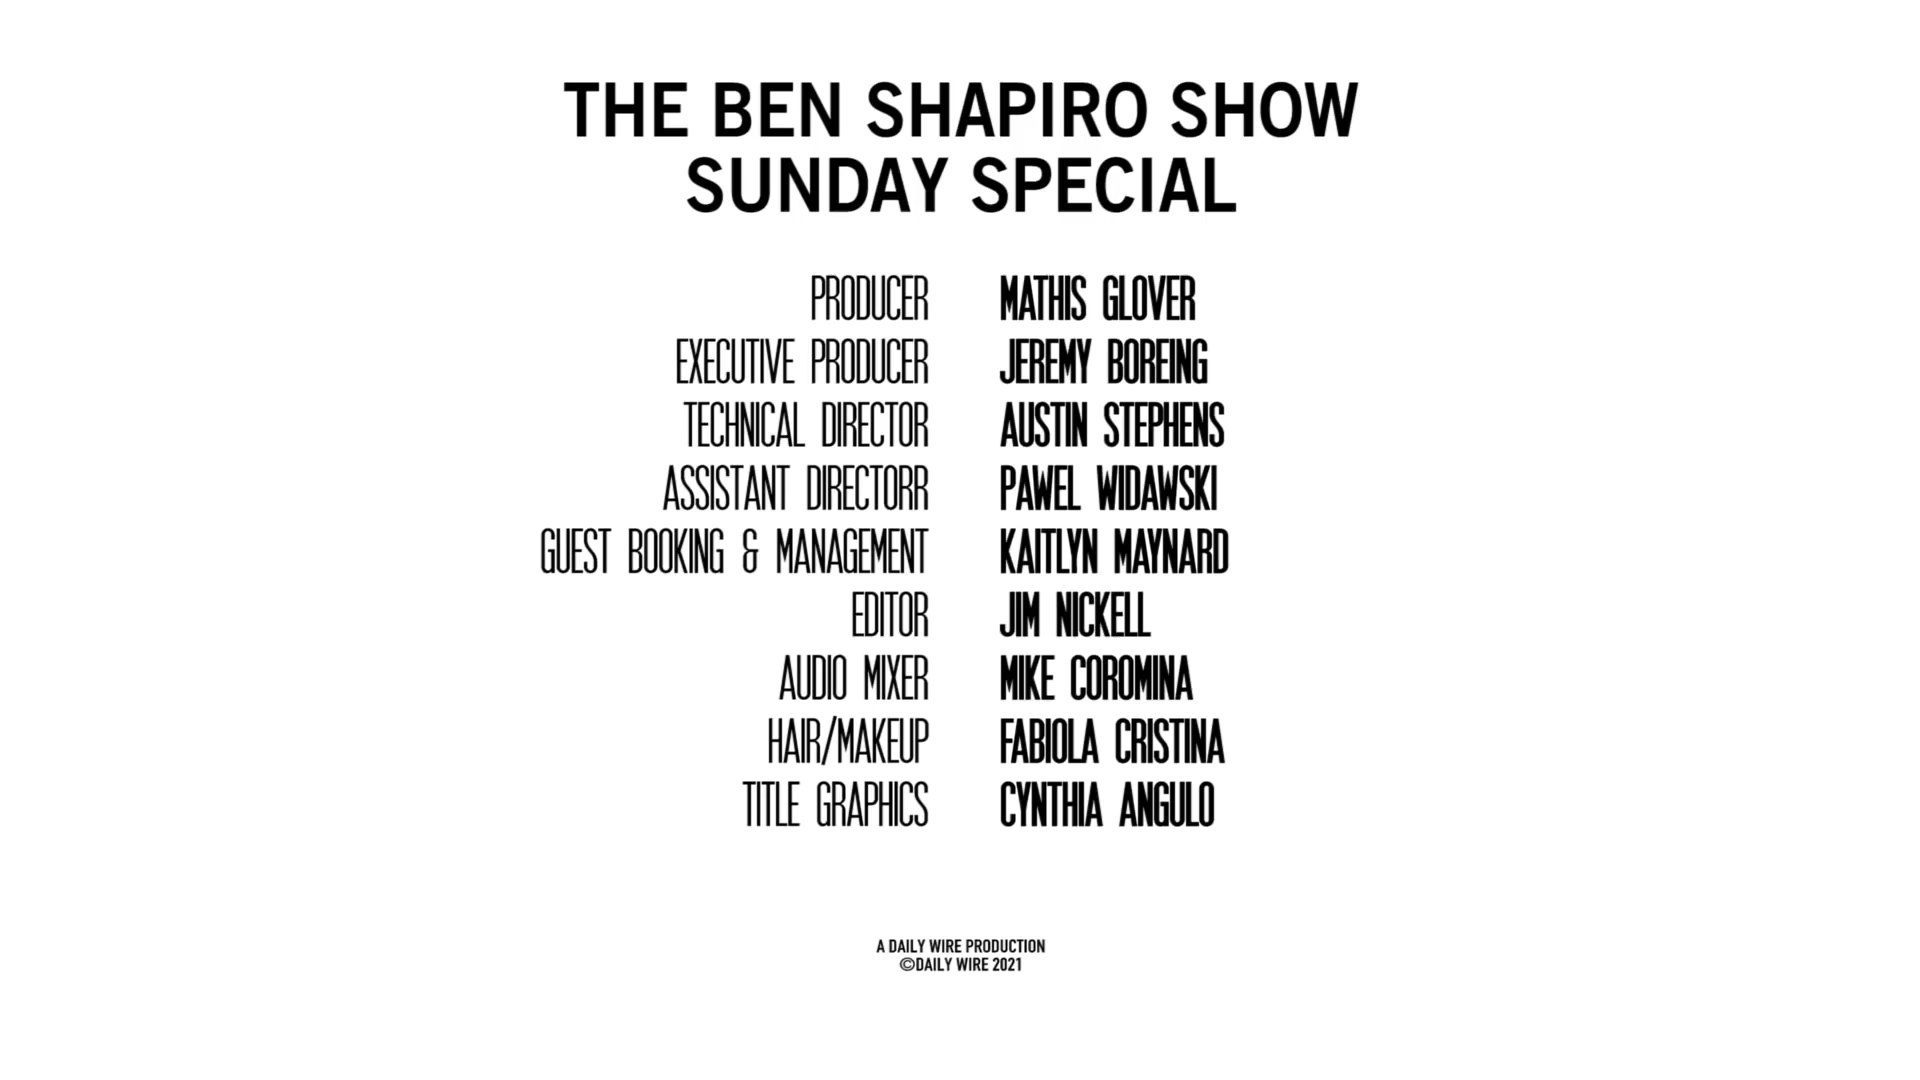 THE BEN SHAPIRO SHOW
SUNDAY SPECIAL
PRODUCER MATHIS GLOVER
EXECUTIVE PRODUCER JEREMY BOREING
TECHNICAL DIRECTOR AUSTIN STEPHENS
ASSISTANT DIRECTORR PAWEL WIDAWSKI
GUEST BOOKING & MANAGEMENT KAITLYN MAYNARD
EDITOR JIM NICKELL
AUDIO MIXER MIKE COROMINA
HAIR/MAKEUP FABIOLA CRISTINA
TITLE GRAPHICS CYNTHIA ANGULO
A DAILY WIRE PRODUCTION
©DAILY WIRE 2021